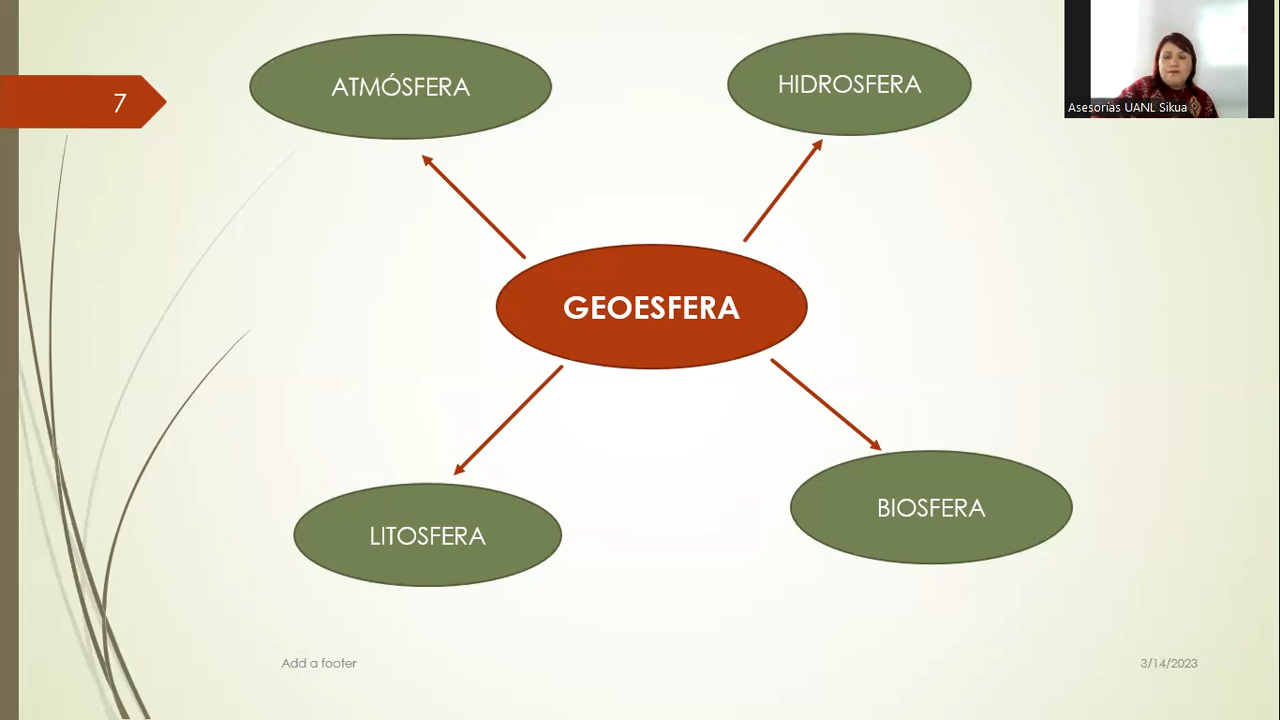 7
ATMÓSFERA
HIDROSFERA
Asesorías UANL Sikua
GEOESFERA
LITOSFERA
BIOSFERA
Add a footer
3/14/2023